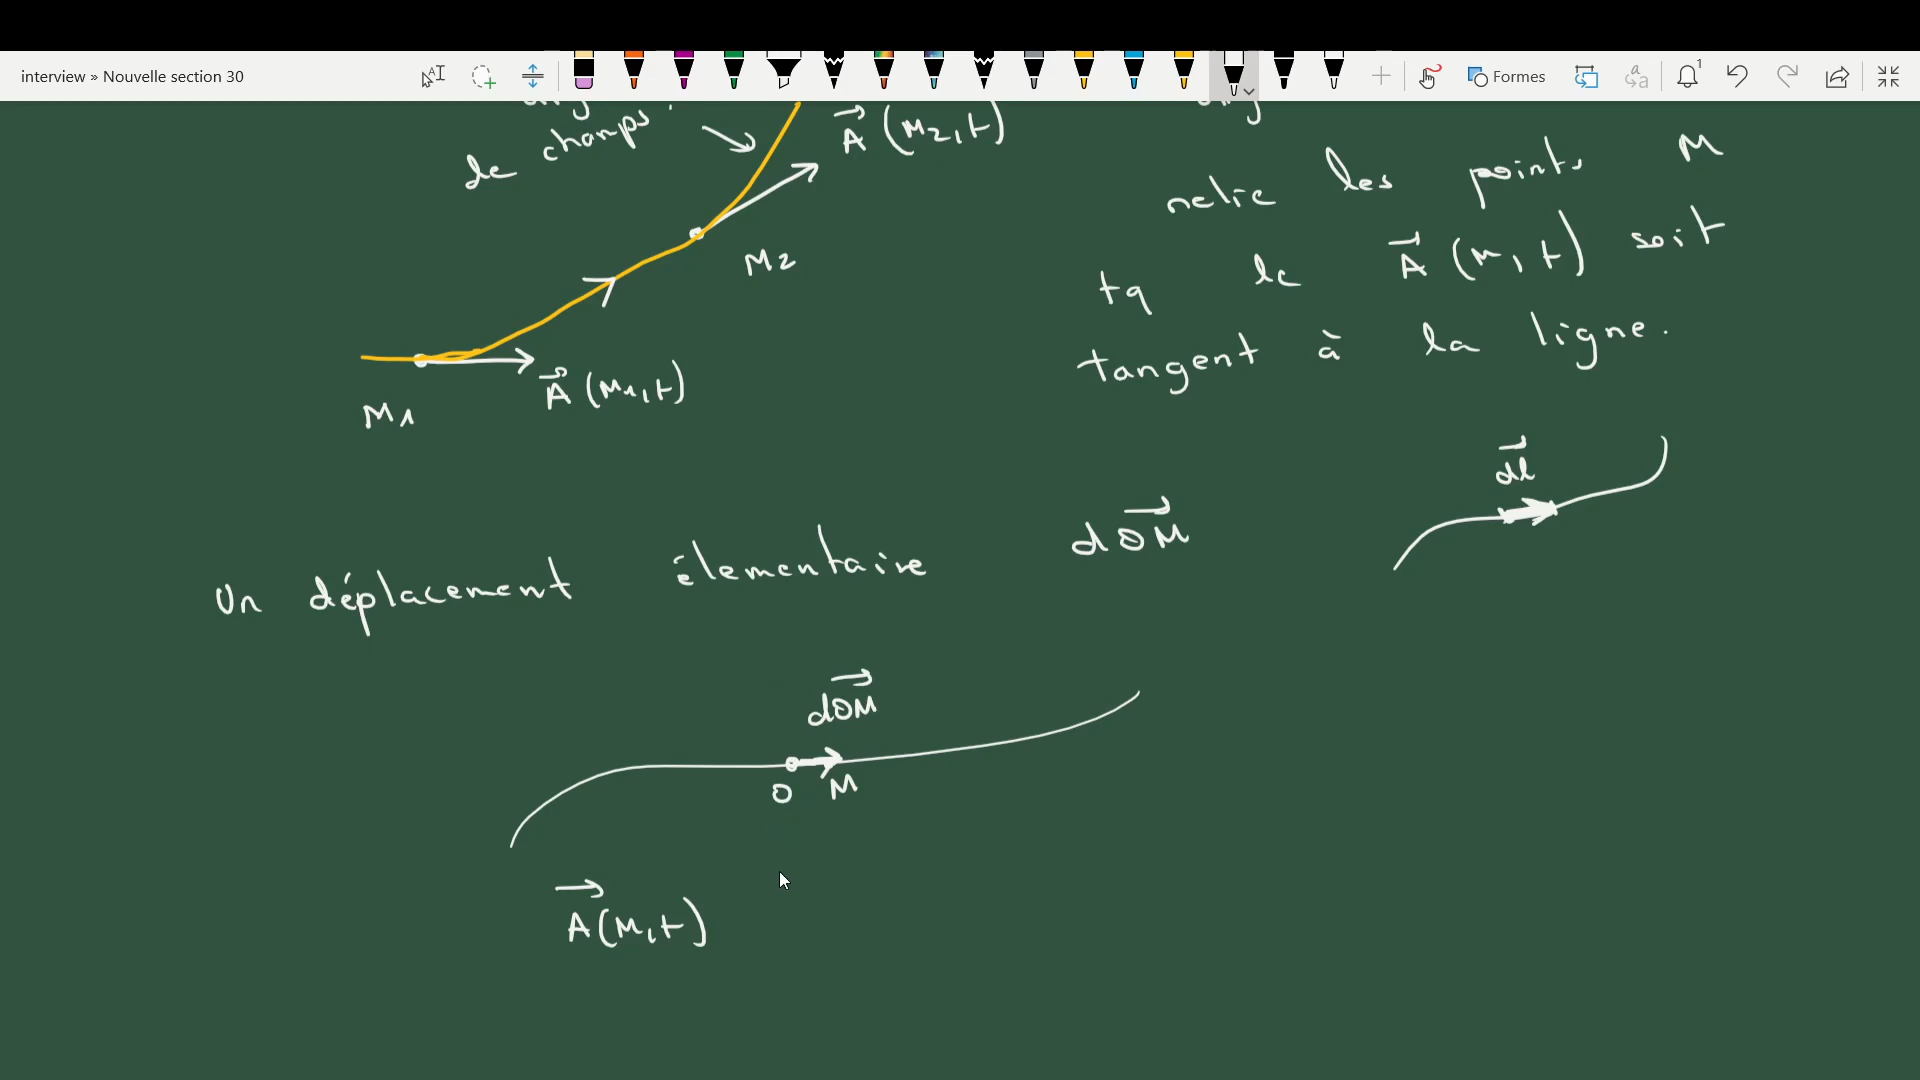 interview » Nouvelle section 30
Formes
1
de champs.
A⃗ (M2, t)
M2
A⃗ (M1, t)
M1
relie les points M
tq le A⃗ (M, t) soit
tangent à la ligne.
dl⃗
Un déplacement élementaire dOM⃗
dOM⃗
O M
A⃗(M, t)